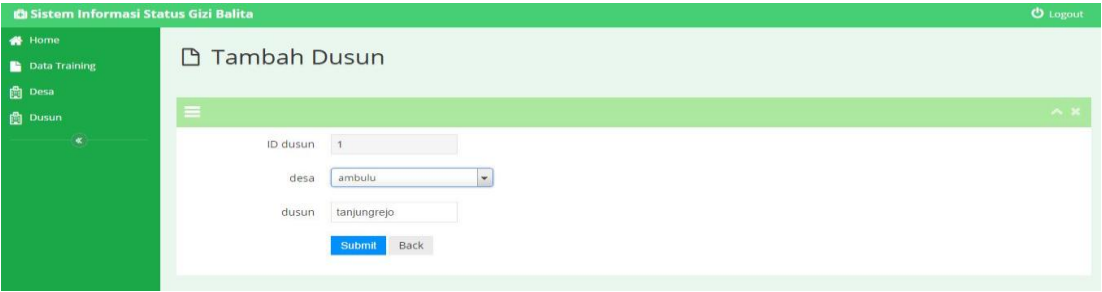 Sistem Informasi Status Gizi Balita
Logout
Home
Data Training
Desa
Dusun
Tambah Dusun
ID dusun 1
desa ambulu
dusun tanjungrejo
Submit Back